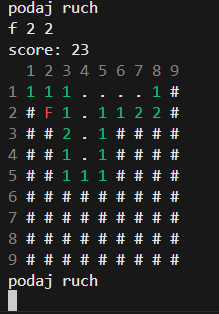 podaj ruch
f 2 2
score: 23
  1 2 3 4 5 6 7 8 9
1 1 1 1 . . . . 1 #
2 # F 1 . 1 1 2 2 #
3 # # 2 . 1 # # # #
4 # # 1 . 1 # # # #
5 # # 1 1 1 # # # #
6 # # # # # # # # #
7 # # # # # # # # #
8 # # # # # # # # #
9 # # # # # # # # #
podaj ruch